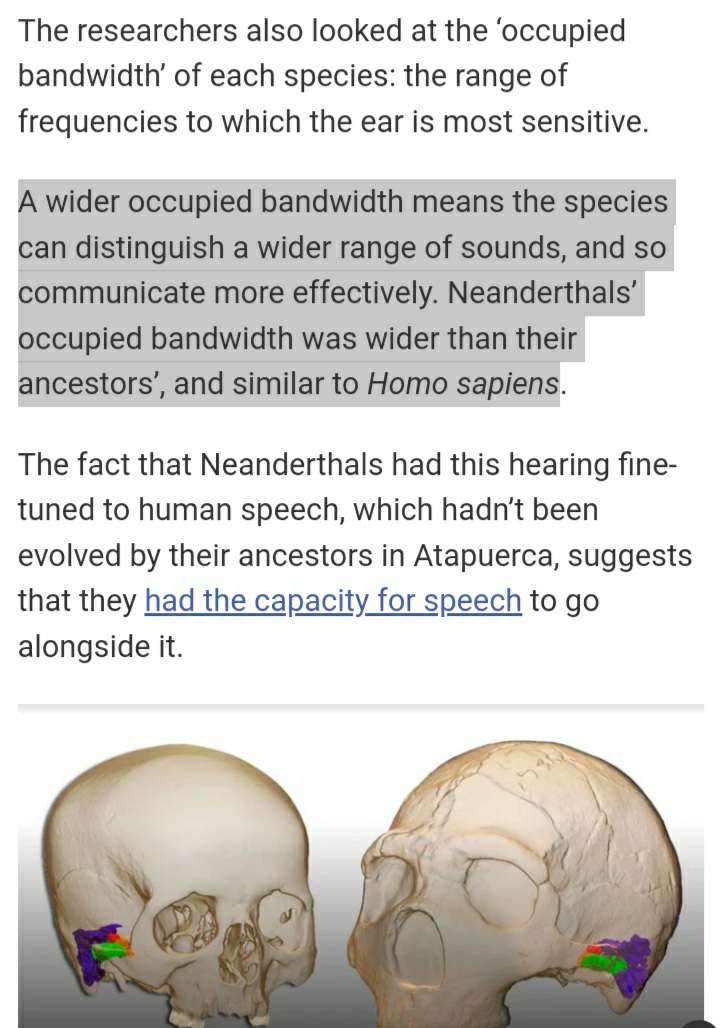 The researchers also looked at the ‘occupied
bandwidth’ of each species: the range of
frequencies to which the ear is most sensitive.
A wider occupied bandwidth means the species
can distinguish a wider range of sounds, and so
communicate more effectively. Neanderthals’
occupied bandwidth was wider than their
ancestors’, and similar to Homo sapiens.
The fact that Neanderthals had this hearing fine-
tuned to human speech, which hadn’t been
evolved by their ancestors in Atapuerca, suggests
that they had the capacity for speech to go
alongside it.